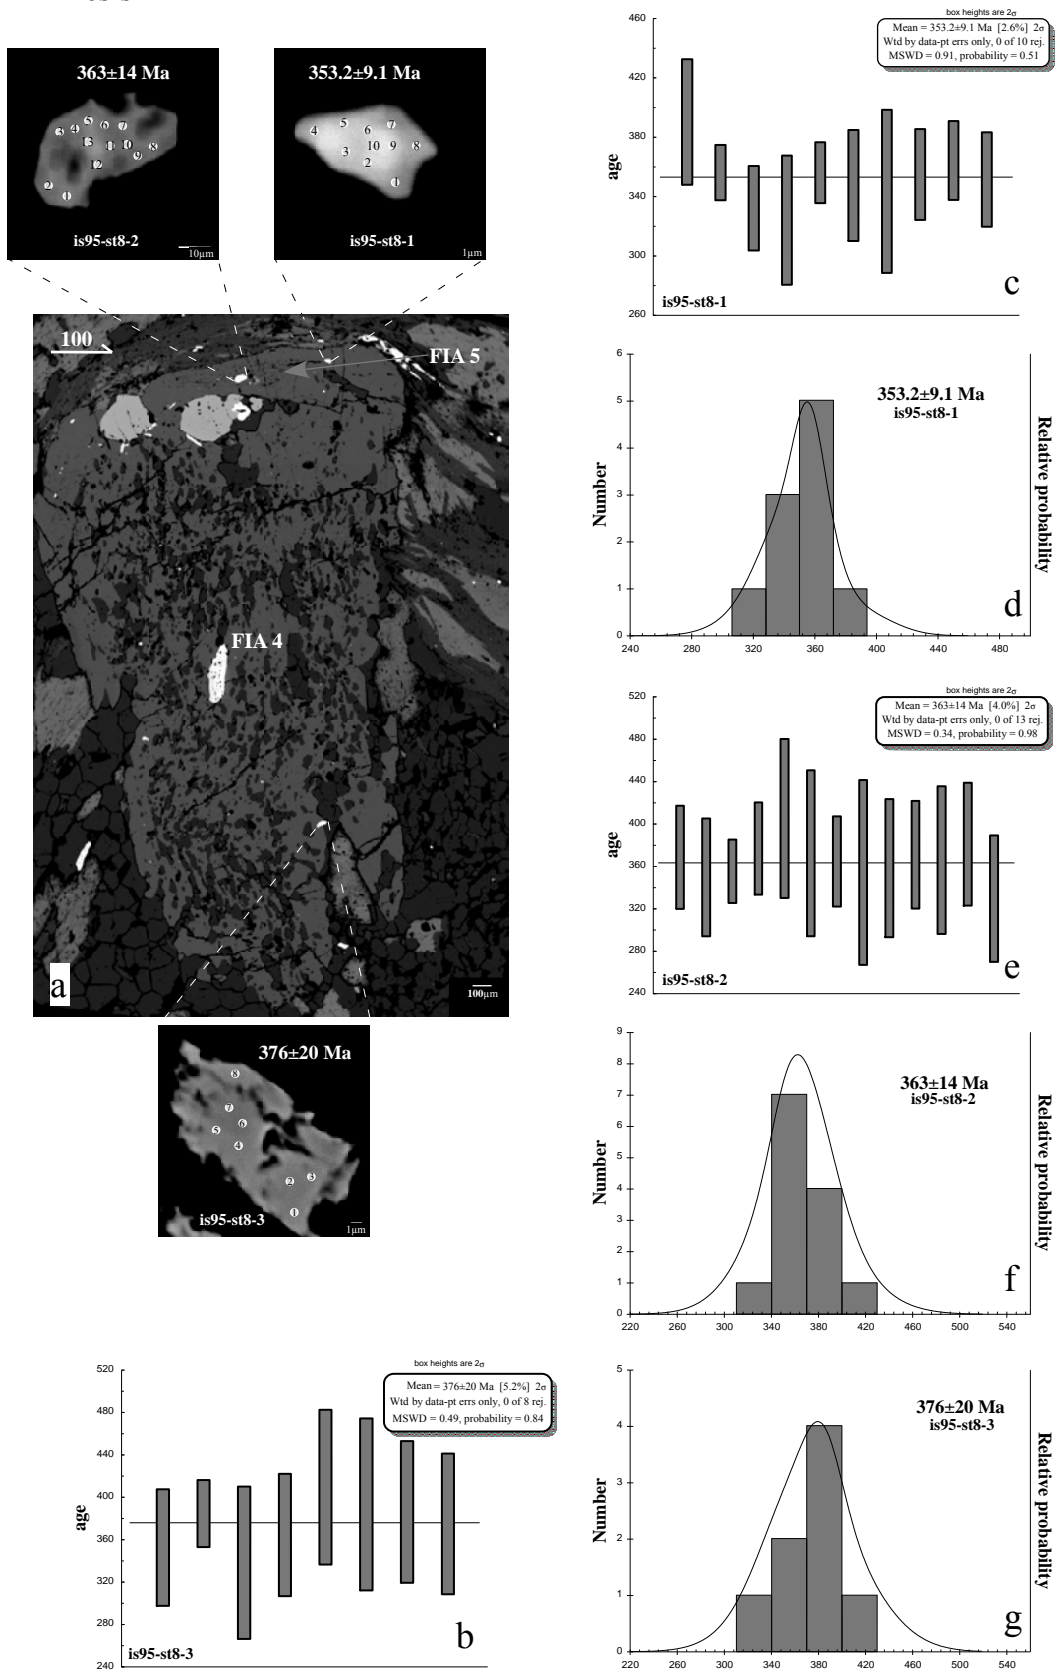 363±14 Ma
5 6 7
3 4
13 11 10 8
9
12
2
1
is95-st8-2
10µm
353.2±9.1 Ma
5 7
4 6
10 9 8
3
2
1
is95-st8-1
1µm
100
FIA 5
FIA 4
a
100µm
376±20 Ma
8
7
6
5
4
3
2
1
is95-st8-3
1µm
box heights are 2σ
Mean = 376±20 Ma [5.2%] 2σ
Wtd by data-pt errs only, 0 of 8 rej.
MSWD = 0.49, probability = 0.84
520
480
440
400
360
320
280
240
age
is95-st8-3
b
box heights are 2σ
Mean = 353.2±9.1 Ma [2.6%] 2σ
Wtd by data-pt errs only, 0 of 10 rej.
MSWD = 0.91, probability = 0.51
460
420
380
340
300
260
age
is95-st8-1
c
6
5
4
3
2
1
0
Number
353.2±9.1 Ma
is95-st8-1
Relative probability
d
240 280 320 360 400 440 480
box heights are 2σ
Mean = 363±14 Ma [4.0%] 2σ
Wtd by data-pt errs only, 0 of 13 rej.
MSWD = 0.34, probability = 0.98
520
480
440
400
360
320
280
240
age
is95-st8-2
e
9
8
7
6
5
4
3
2
1
0
Number
363±14 Ma
is95-st8-2
Relative probability
f
220 260 300 340 380 420 460 500 540
5
4
3
2
1
0
Number
376±20 Ma
is95-st8-3
Relative probability
g
220 260 300 340 380 420 460 500 540